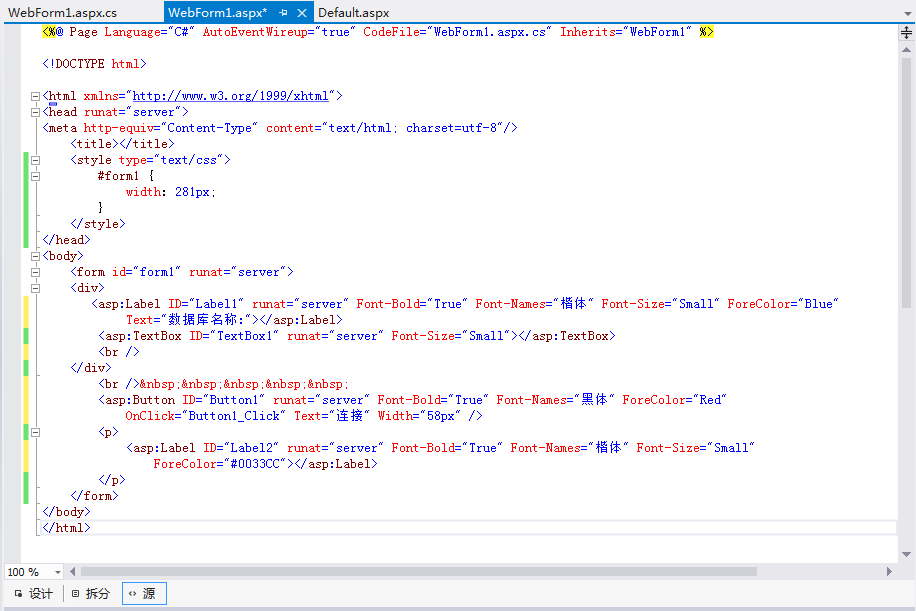 WebForm1.aspx.cs WebForm1.aspx* Default.aspx
<%@ Page Language="C#" AutoEventWireup="true" CodeFile="WebForm1.aspx.cs" Inherits="WebForm1" %>
<!DOCTYPE html>
<html xmlns="http://www.w3.org/1999/xhtml">
<head runat="server">
<meta http-equiv="Content-Type" content="text/html; charset=utf-8"/>
<title></title>
<style type="text/css">
#form1 {
width: 281px;
}
</style>
</head>
<body>
<form id="form1" runat="server">
<div>
<asp:Label ID="Label1" runat="server" Font-Bold="True" Font-Names="楷体" Font-Size="Small" ForeColor="Blue"
Text="数据库名称:"></asp:Label>
<asp:TextBox ID="TextBox1" runat="server" Font-Size="Small"></asp:TextBox>
<br />
</div>
<br />&nbsp;&nbsp;&nbsp;&nbsp;&nbsp;
<asp:Button ID="Button1" runat="server" Font-Bold="True" Font-Names="黑体" ForeColor="Red"
OnClick="Button1_Click" Text="连接" Width="58px" />
<p>
<asp:Label ID="Label2" runat="server" Font-Bold="True" Font-Names="楷体" Font-Size="Small"
ForeColor="#0033CC"></asp:Label>
</p>
</form>
</body>
</html>
100 %
设计 拆分 源